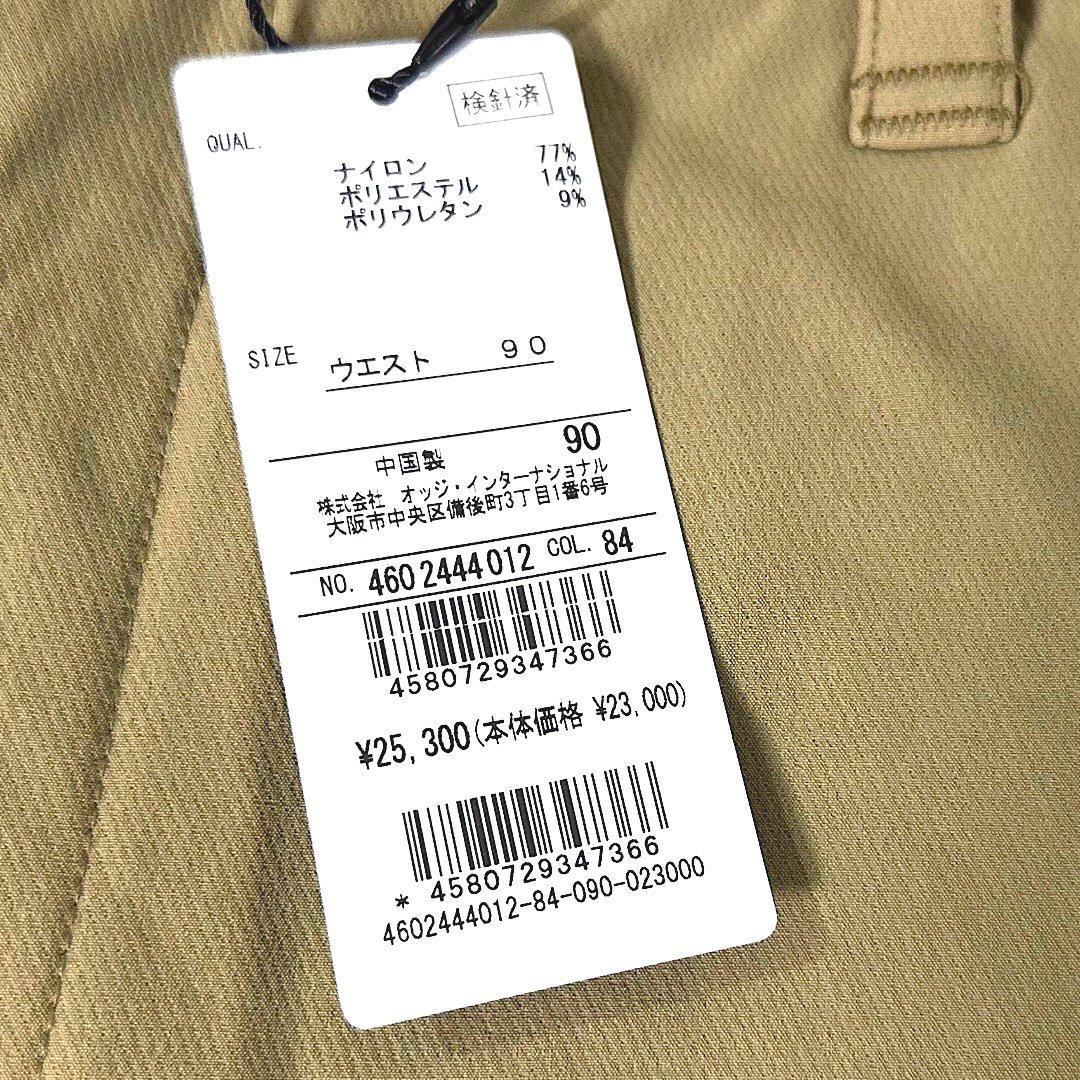 検針済
QUAL.
ナイロン 77%
ポリエステル 14%
ポリウレタン 9%
SIZE ウエスト 90
90
中国製
株式会社 オッジ・インターナショナル
大阪市中央区備後町3丁目1番6号
NO. 4602444012 COL. 84
4580729347366
¥25,300(本体価格 ¥23,000)
* 4580729347366
4602444012-84-090-023000